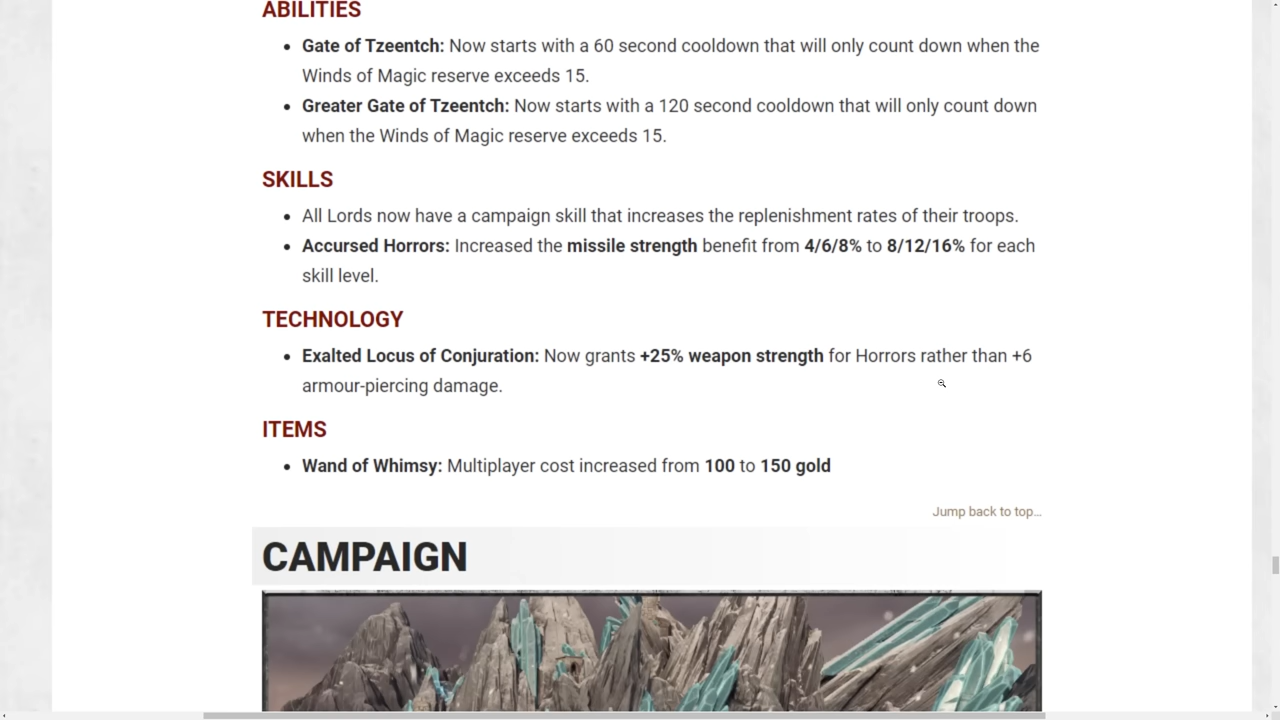 ABILITIES
• Gate of Tzeentch: Now starts with a 60 second cooldown that will only count down when the
Winds of Magic reserve exceeds 15.
• Greater Gate of Tzeentch: Now starts with a 120 second cooldown that will only count down
when the Winds of Magic reserve exceeds 15.
SKILLS
• All Lords now have a campaign skill that increases the replenishment rates of their troops.
• Accursed Horrors: Increased the missile strength benefit from 4/6/8% to 8/12/16% for each
skill level.
TECHNOLOGY
• Exalted Locus of Conjuration: Now grants +25% weapon strength for Horrors rather than +6
armour-piercing damage.
ITEMS
• Wand of Whimsy: Multiplayer cost increased from 100 to 150 gold
Jump back to top…
CAMPAIGN